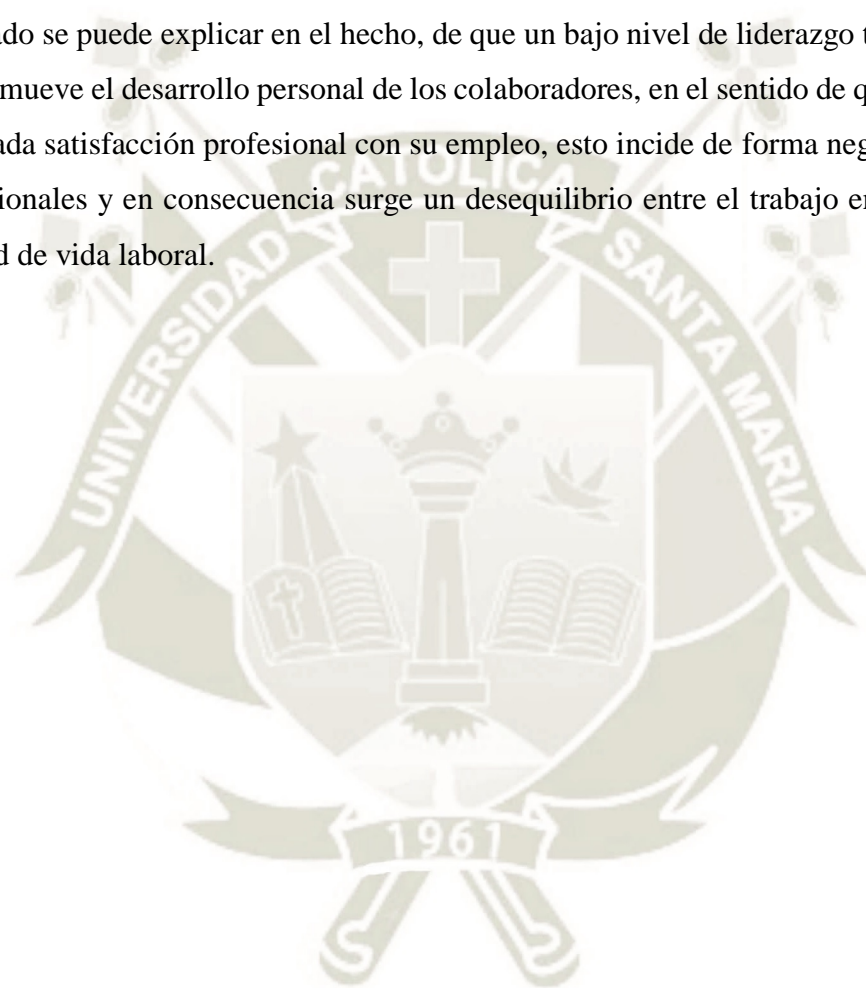 ado se puede explicar en el hecho, de que un bajo nivel de liderazgo t
mueve el desarrollo personal de los colaboradores, en el sentido de q
ada satisfacción profesional con su empleo, esto incide de forma neg
ionales y en consecuencia surge un desequilibrio entre el trabajo en
d de vida laboral.
UNIVERSIDAD CATOLICA SANTA MARIA
1961